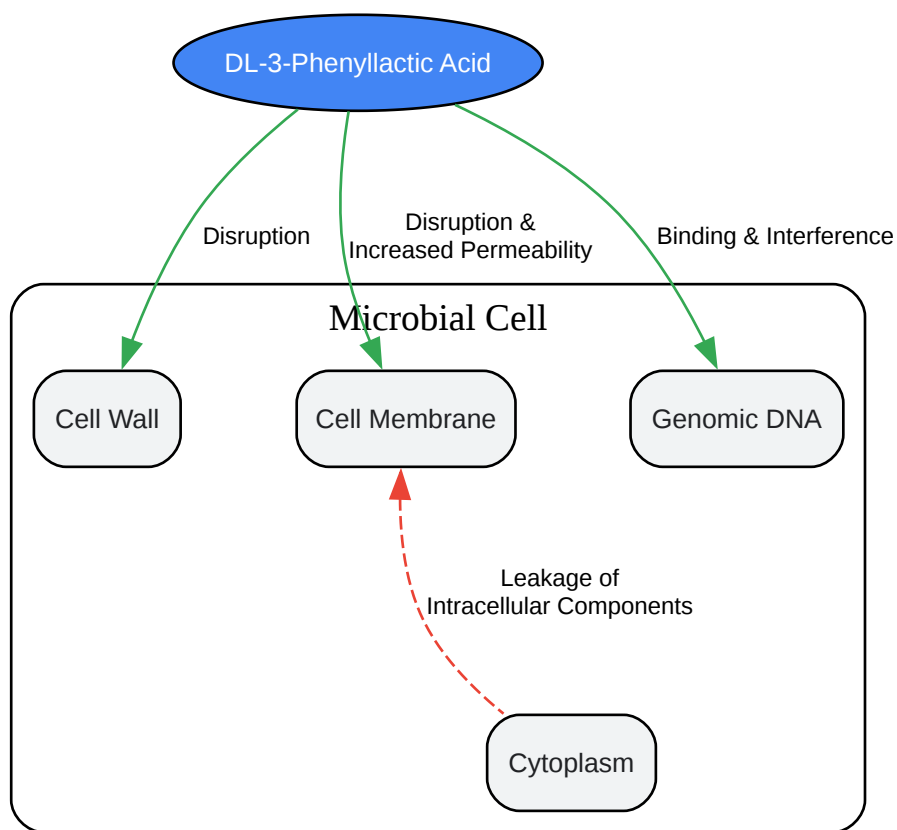 DL-3-Phenyllactic Acid
Disruption
Disruption &
Increased Permeability
Binding & Interference
Microbial Cell
Cell Wall
Cell Membrane
Genomic DNA
Leakage of
Intracellular Components
Cytoplasm